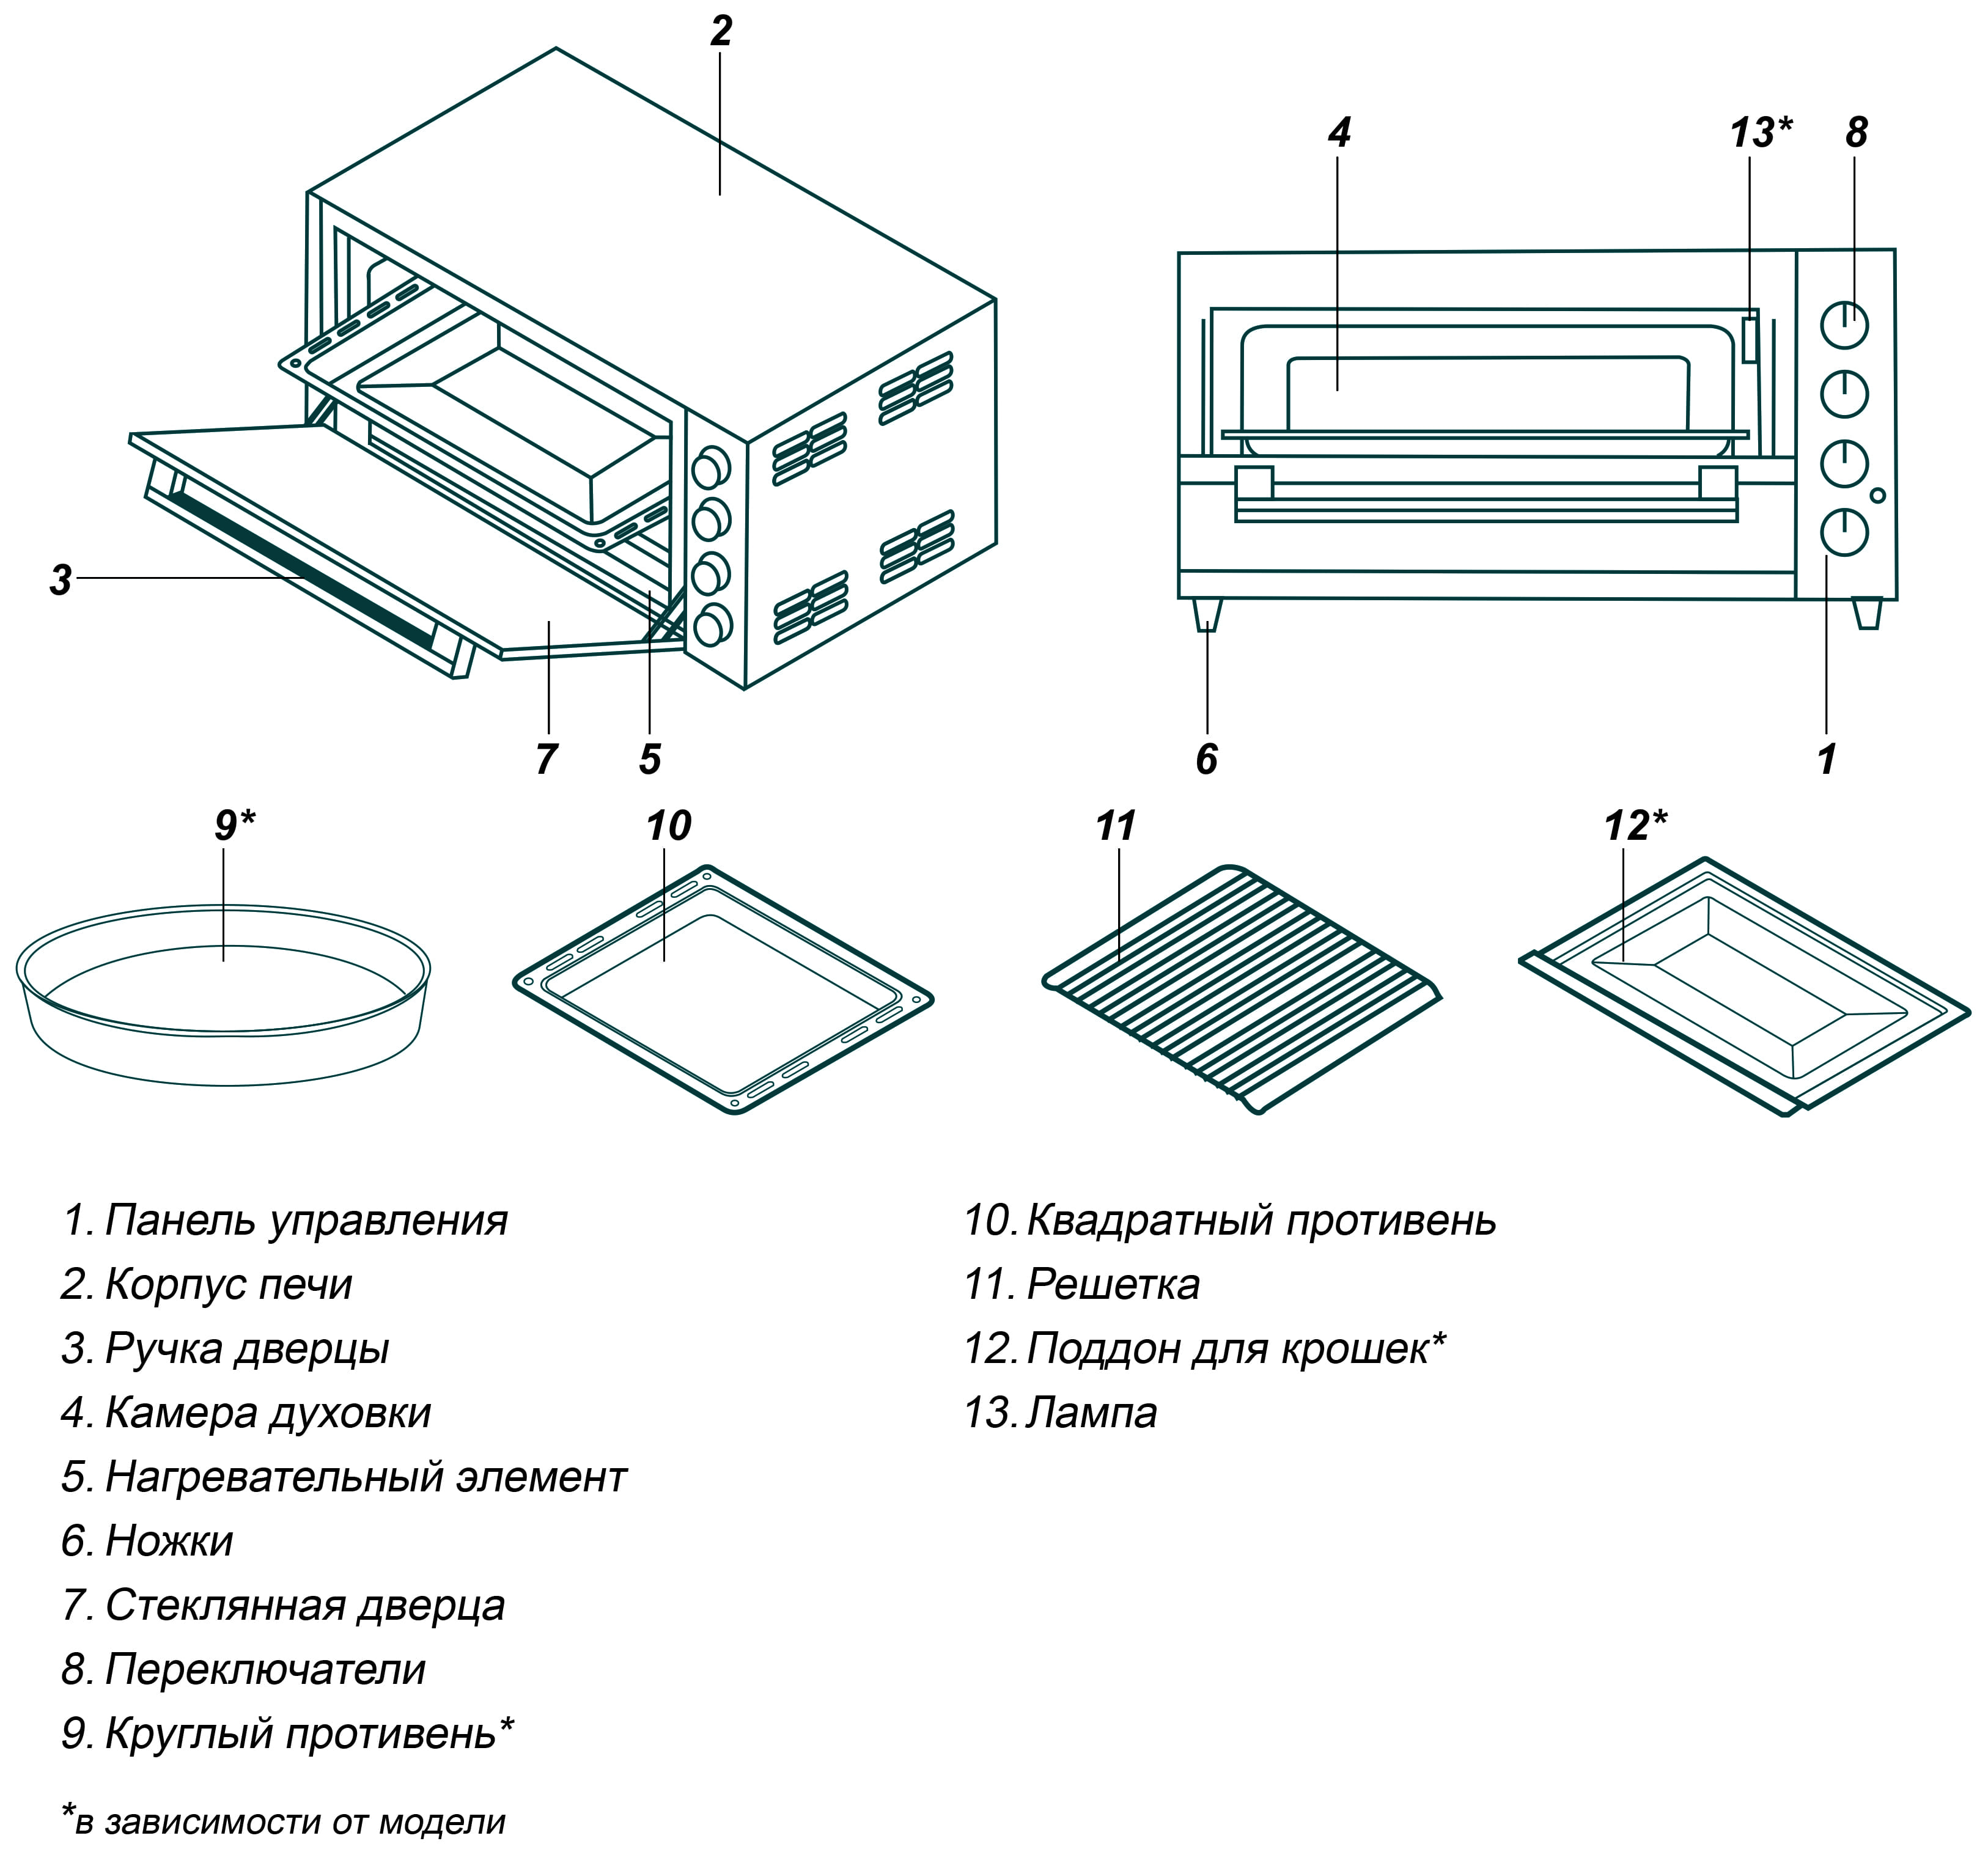 2
4 13* 8
3
7 5 6 1
9* 10 11 12*
1. Панель управления
2. Корпус печи
3. Ручка дверцы
4. Камера духовки
5. Нагревательный элемент
6. Ножки
7. Стеклянная дверца
8. Переключатели
9. Круглый противень*
10. Квадратный противень
11. Решетка
12. Поддон для крошек*
13. Лампа
*в зависимости от модели